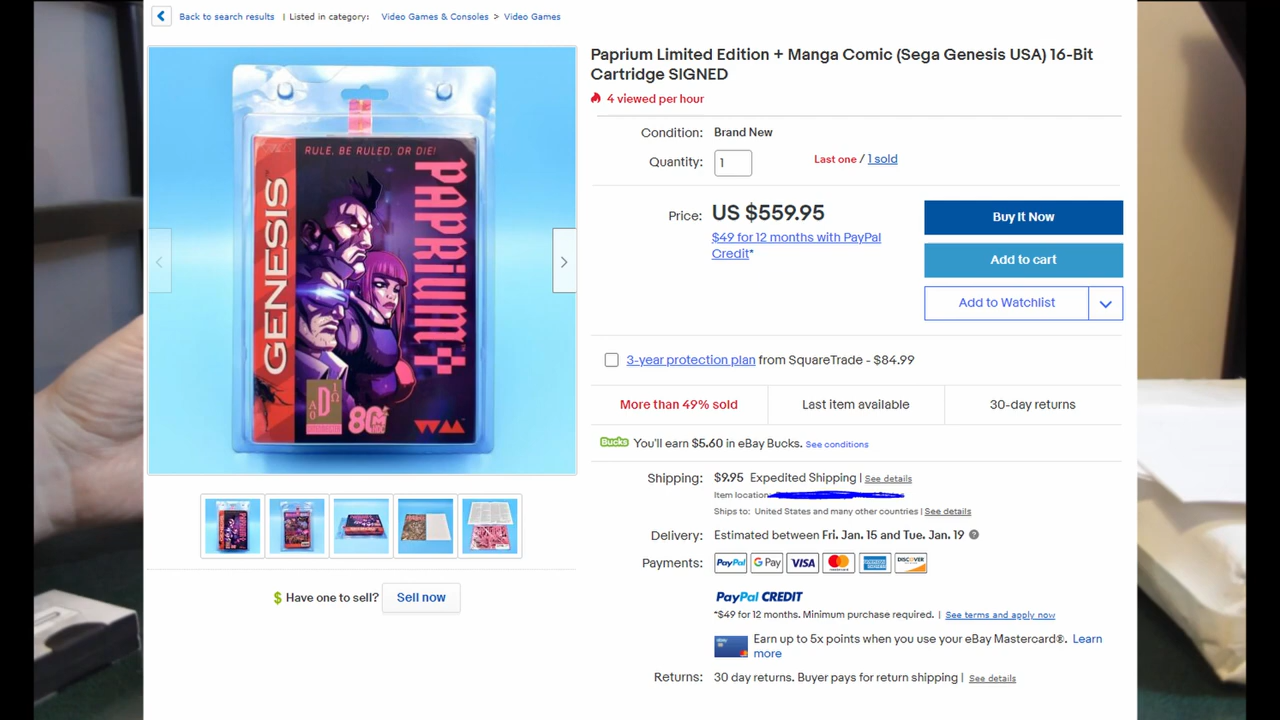 Back to search results | Listed in category: Video Games & Consoles > Video Games
Paprium Limited Edition + Manga Comic (Sega Genesis USA) 16-Bit
Cartridge SIGNED
4 viewed per hour
Condition: Brand New
Quantity: 1
Last one / 1 sold
Price: US $559.95
$49 for 12 months with PayPal
Credit*
Buy It Now
Add to cart
Add to Watchlist
3-year protection plan from SquareTrade - $84.99
More than 49% sold
Last item available
30-day returns
Bucks You'll earn $5.60 in eBay Bucks. See conditions
Shipping: $9.95 Expedited Shipping | See details
Item location:
Ships to: United States and many other countries | See details
Delivery: Estimated between Fri. Jan. 15 and Tue. Jan. 19
Payments: PayPal G Pay VISA MasterCard DISCOVER
PayPal CREDIT
*$49 for 12 months. Minimum purchase required. | See terms and apply now
Earn up to 5x points when you use your eBay Mastercard®. Learn
more
Returns: 30 day returns. Buyer pays for return shipping | See details
RULE, BE RULED, OR DIE!
GENESIS
PAPRIUM
80
WM
$ Have one to sell? Sell now